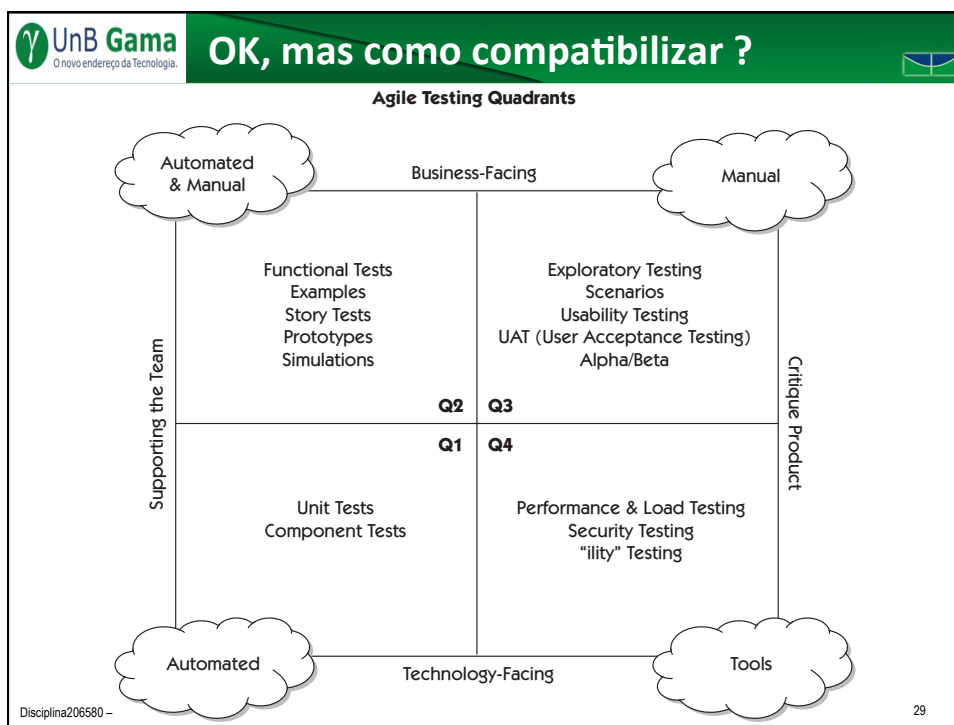 UnB Gama
O novo endereço da Tecnologia.
OK, mas como compatibilizar ?
Agile Testing Quadrants
Automated
& Manual
Business-Facing
Manual
Functional Tests
Examples
Story Tests
Prototypes
Simulations
Exploratory Testing
Scenarios
Usability Testing
UAT (User Acceptance Testing)
Alpha/Beta
Supporting the Team
Critique Product
Q2
Q3
Q1
Q4
Unit Tests
Component Tests
Performance & Load Testing
Security Testing
“ility” Testing
Automated
Technology-Facing
Tools
Disciplina206580 –
29